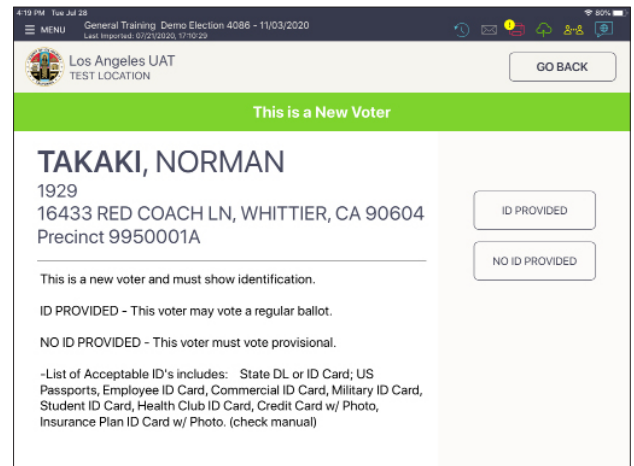 4:19 PM Tue Jul 28
80%
MENU
General Training Demo Election 4086 - 11/03/2020
Last Imported: 07/21/2020, 17:10:29
Los Angeles UAT
TEST LOCATION
GO BACK
This is a New Voter
TAKAKI, NORMAN
1929
16433 RED COACH LN, WHITTIER, CA 90604
Precinct 9950001A
ID PROVIDED
NO ID PROVIDED
This is a new voter and must show identification.
ID PROVIDED - This voter may vote a regular ballot.
NO ID PROVIDED - This voter must vote provisional.
-List of Acceptable ID's includes: State DL or ID Card; US
Passports, Employee ID Card, Commercial ID Card, Military ID Card,
Student ID Card, Health Club ID Card, Credit Card w/ Photo,
Insurance Plan ID Card w/ Photo. (check manual)